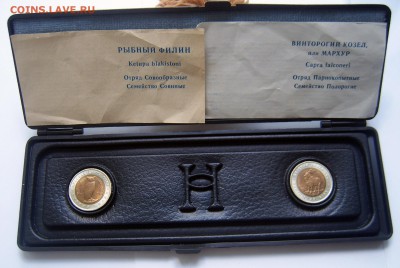 COINS.LAVE.RU
РЫБНЫЙ ФИЛИН
Ketupa blakistoni
Отряд Совообразные
Семейство Совиные
ВИНТОРОГИЙ КОЗЕЛ,
или МАРХУР
Capra falconeri
Отряд Парнокопытные
Семейство Полорогие